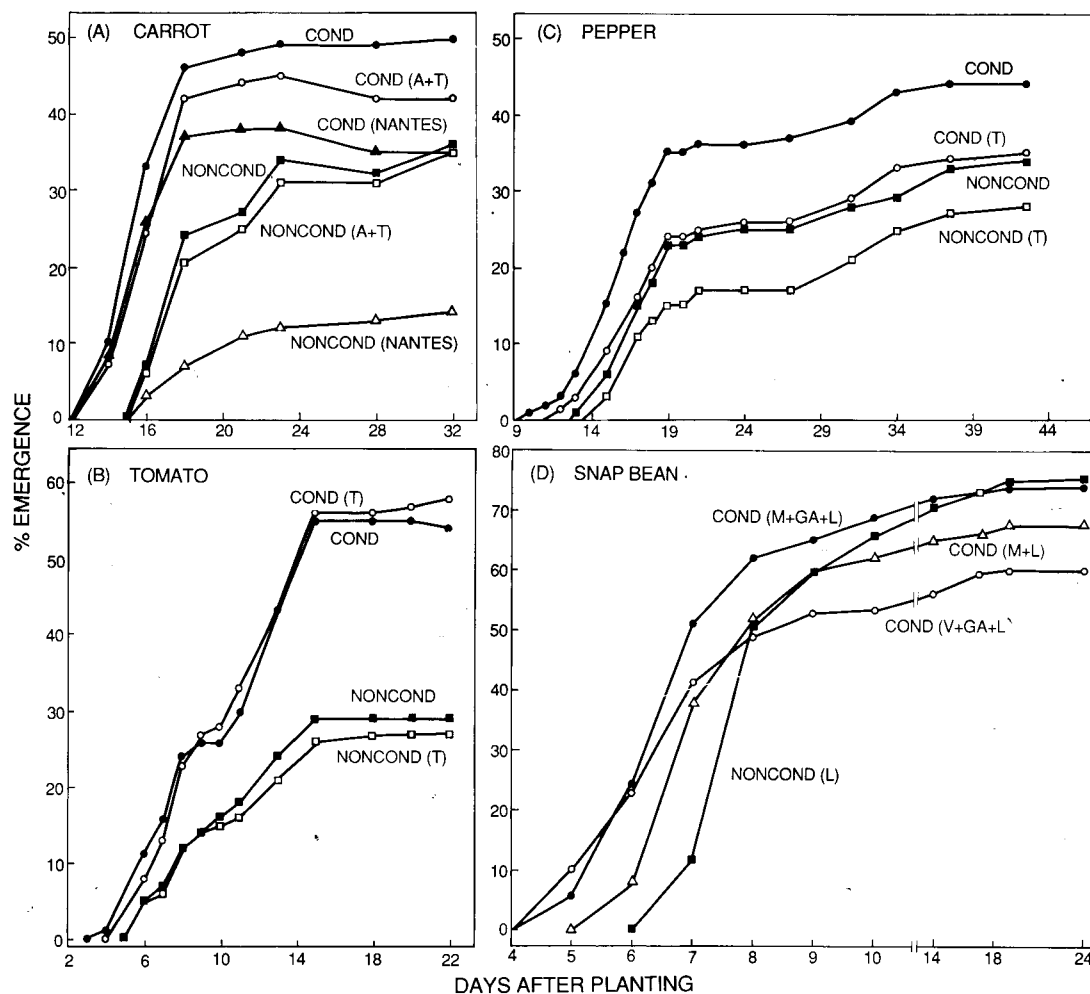 % EMERGENCE
(A) CARROT
50
40
30
20
10
0
COND
COND (A+T)
COND (NANTES)
NONCOND
NONCOND (A+T)
NONCOND (NANTES)
12 16 20 24 28 32
(C) PEPPER
50
40
30
20
10
0
COND
COND (T)
NONCOND
NONCOND (T)
9 14 19 24 29 34 39 44
(B) TOMATO
60
50
40
30
20
10
0
COND (T)
COND
NONCOND
NONCOND (T)
2 6 10 14 18 22
(D) SNAP BEAN
80
70
60
50
40
30
20
10
0
COND (M+GA+L)
COND (M+L)
COND (V+GA+L
NONCOND (L)
4 5 6 7 8 9 10 14 19 24
DAYS AFTER PLANTING